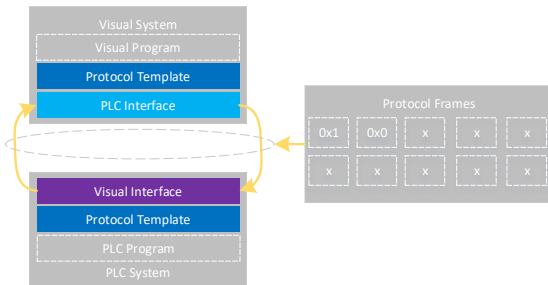 Visual System
Visual Program
Protocol Template
PLC Interface
Visual Interface
Protocol Template
PLC Program
PLC System
Protocol Frames
0x1 0x0 x x x
x x x x x